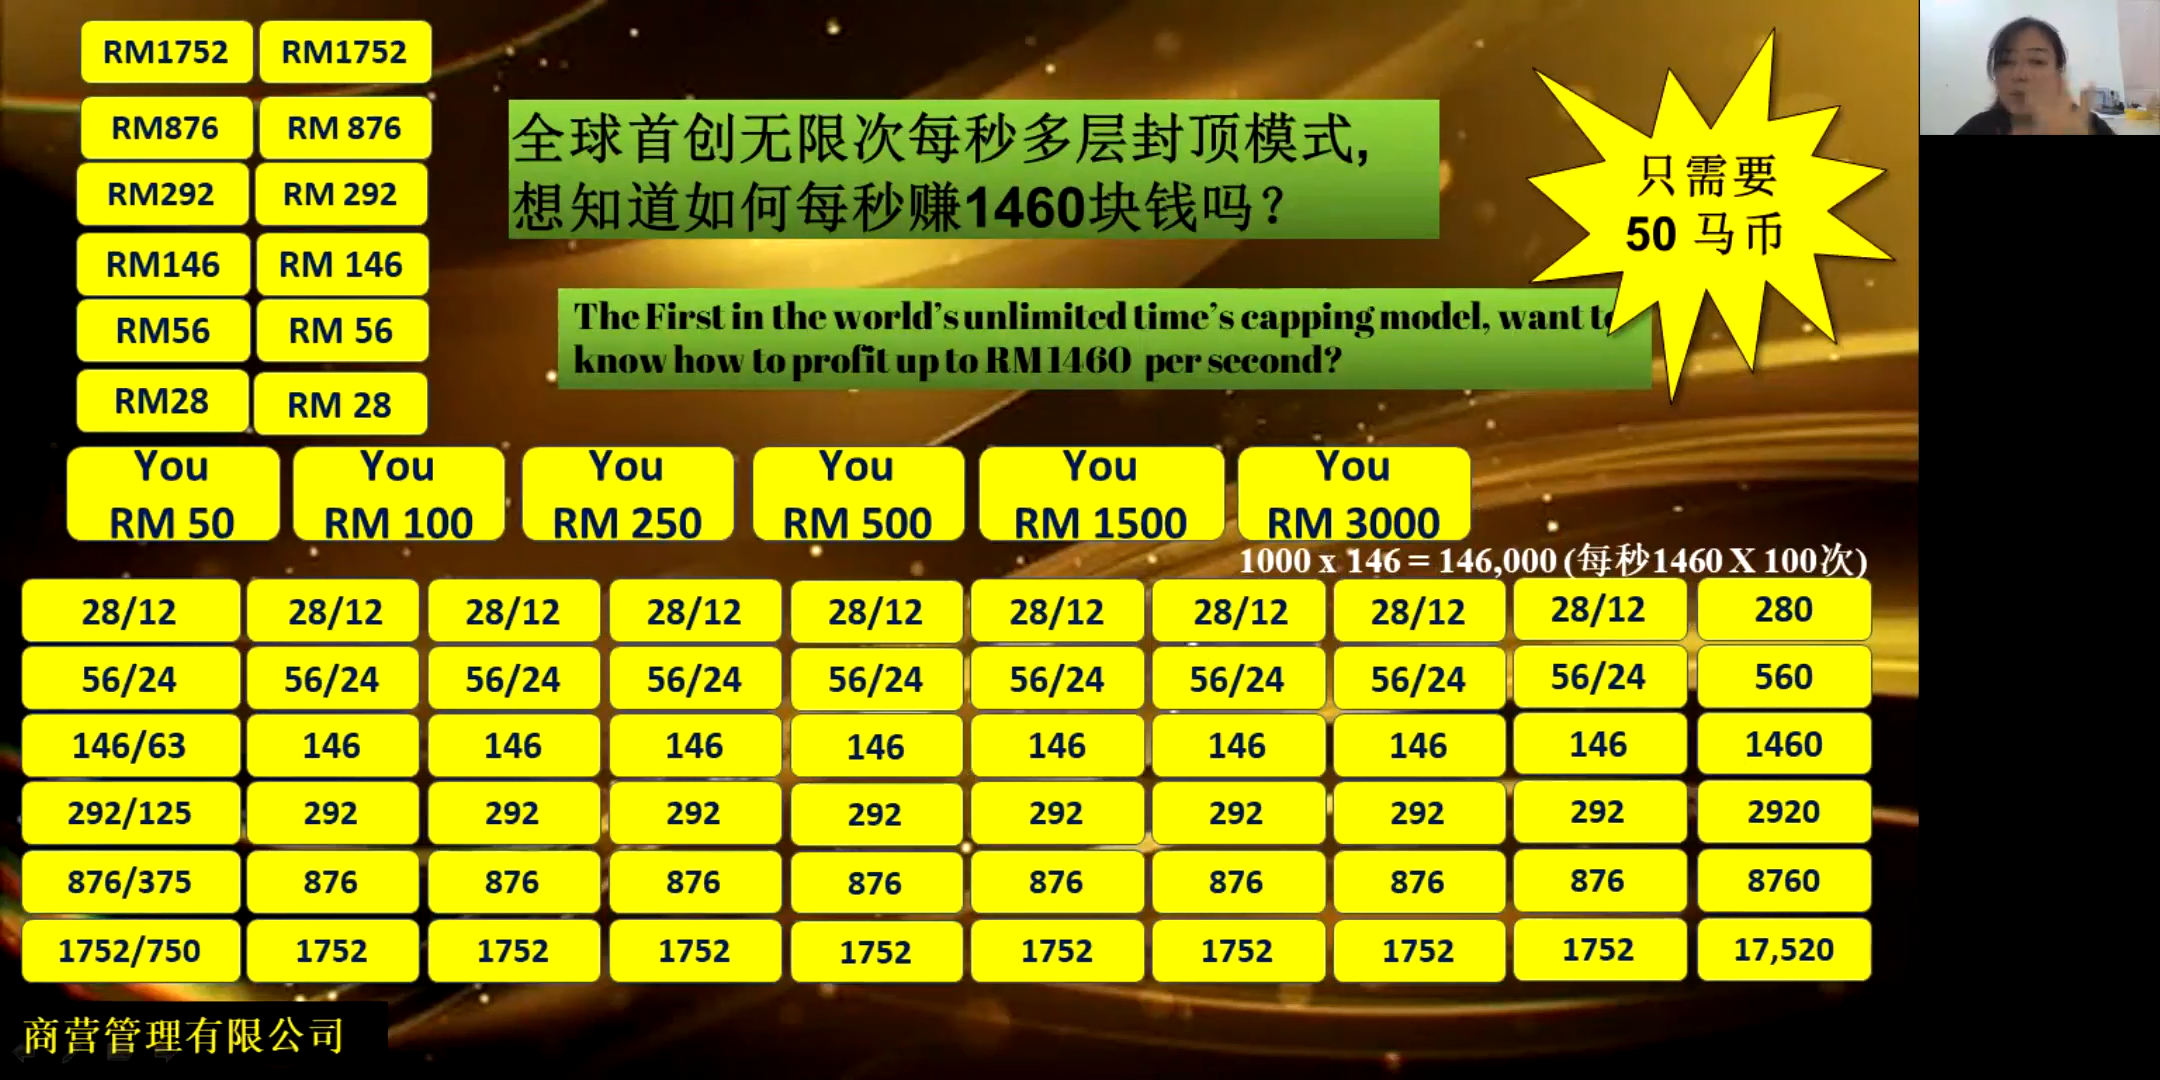 RM1752 RM1752
RM876 RM 876
RM292 RM 292
RM146 RM 146
RM56 RM 56
RM28 RM 28
全球首创无限次每秒多层封顶模式,
想知道如何每秒赚1460块钱吗?
只需要
50 马币
The First in the world's unlimited time's capping model, want to
know how to profit up to RM1460 per second?
You You You You You You
RM 50 RM 100 RM 250 RM 500 RM 1500 RM 3000
1000 x 146 = 146,000 (每秒1460 X 100次)
28/12 28/12 28/12 28/12 28/12 28/12 28/12 28/12 28/12 280
56/24 56/24 56/24 56/24 56/24 56/24 56/24 56/24 56/24 560
146/63 146 146 146 146 146 146 146 146 1460
292/125 292 292 292 292 292 292 292 292 2920
876/375 876 876 876 876 876 876 876 876 8760
1752/750 1752 1752 1752 1752 1752 1752 1752 1752 17,520
商营管理有限公司